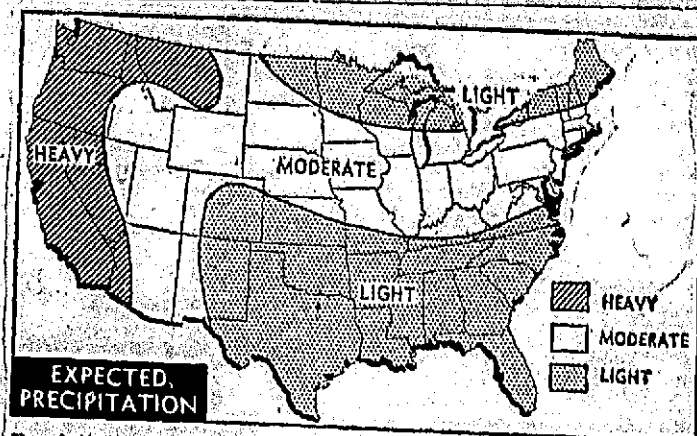 LIGHT
HEAVY
MODERATE
LIGHT
HEAVY
MODERATE
LIGHT
EXPECTED,
PRECIPITATION